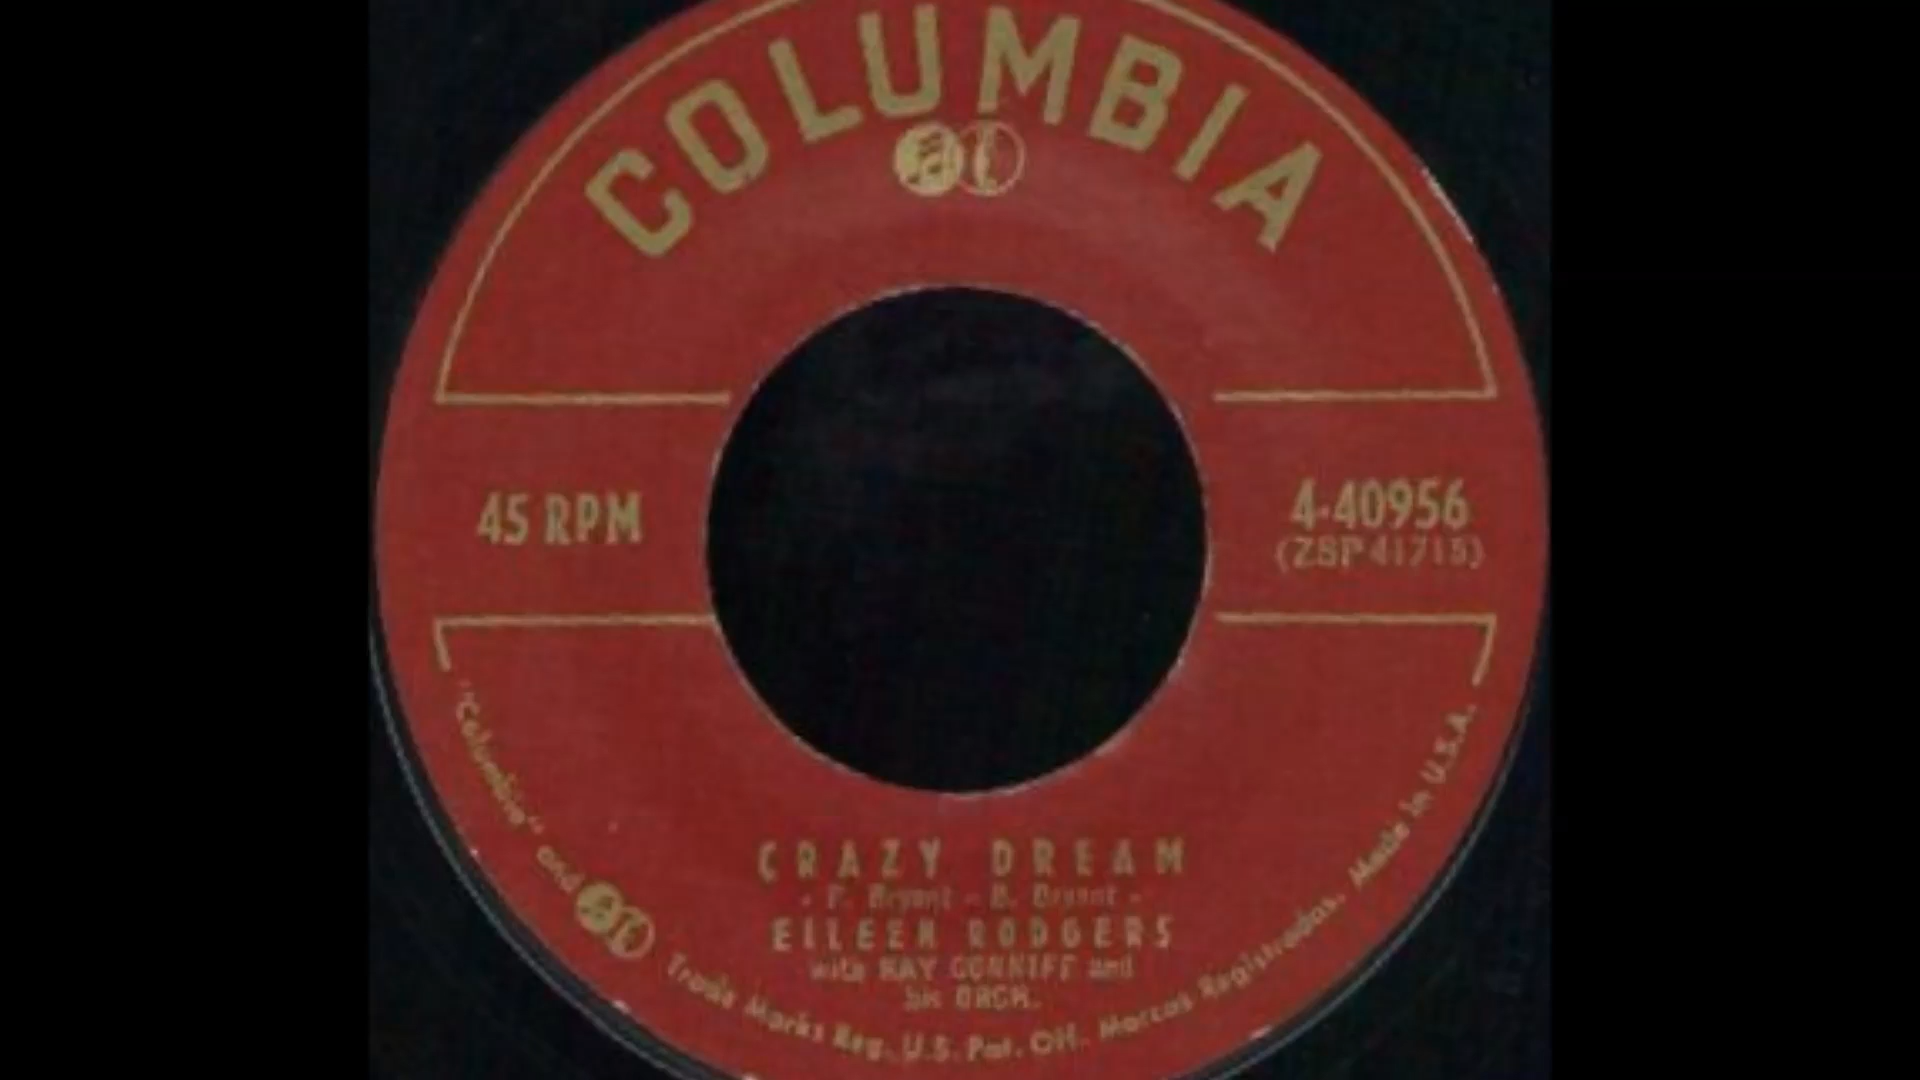 COLUMBIA
45 RPM
4-40956
(ZSP 41715)
CRAZY DREAM
- F. Bryant - B. Bryant -
EILEEN RODGERS
with RAY CONNIFF and
his ORCH.
"Columbia" and Trade Marks Reg. U.S. Pat. Off. Marcas Registradas. Made in U.S.A.